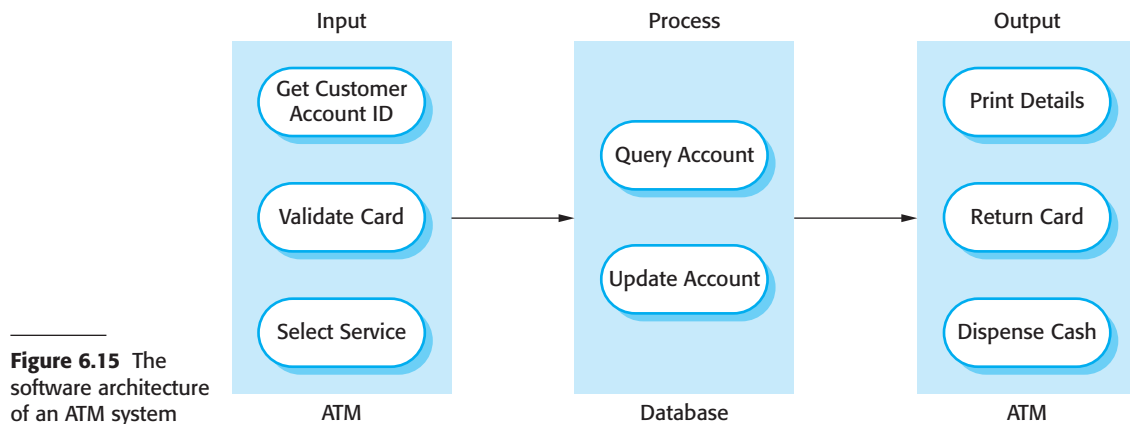 Input
Process
Output
Get Customer
Account ID
Validate Card
Select Service
Query Account
Update Account
Print Details
Return Card
Dispense Cash
ATM
Database
ATM
Figure 6.15 The
software architecture
of an ATM system